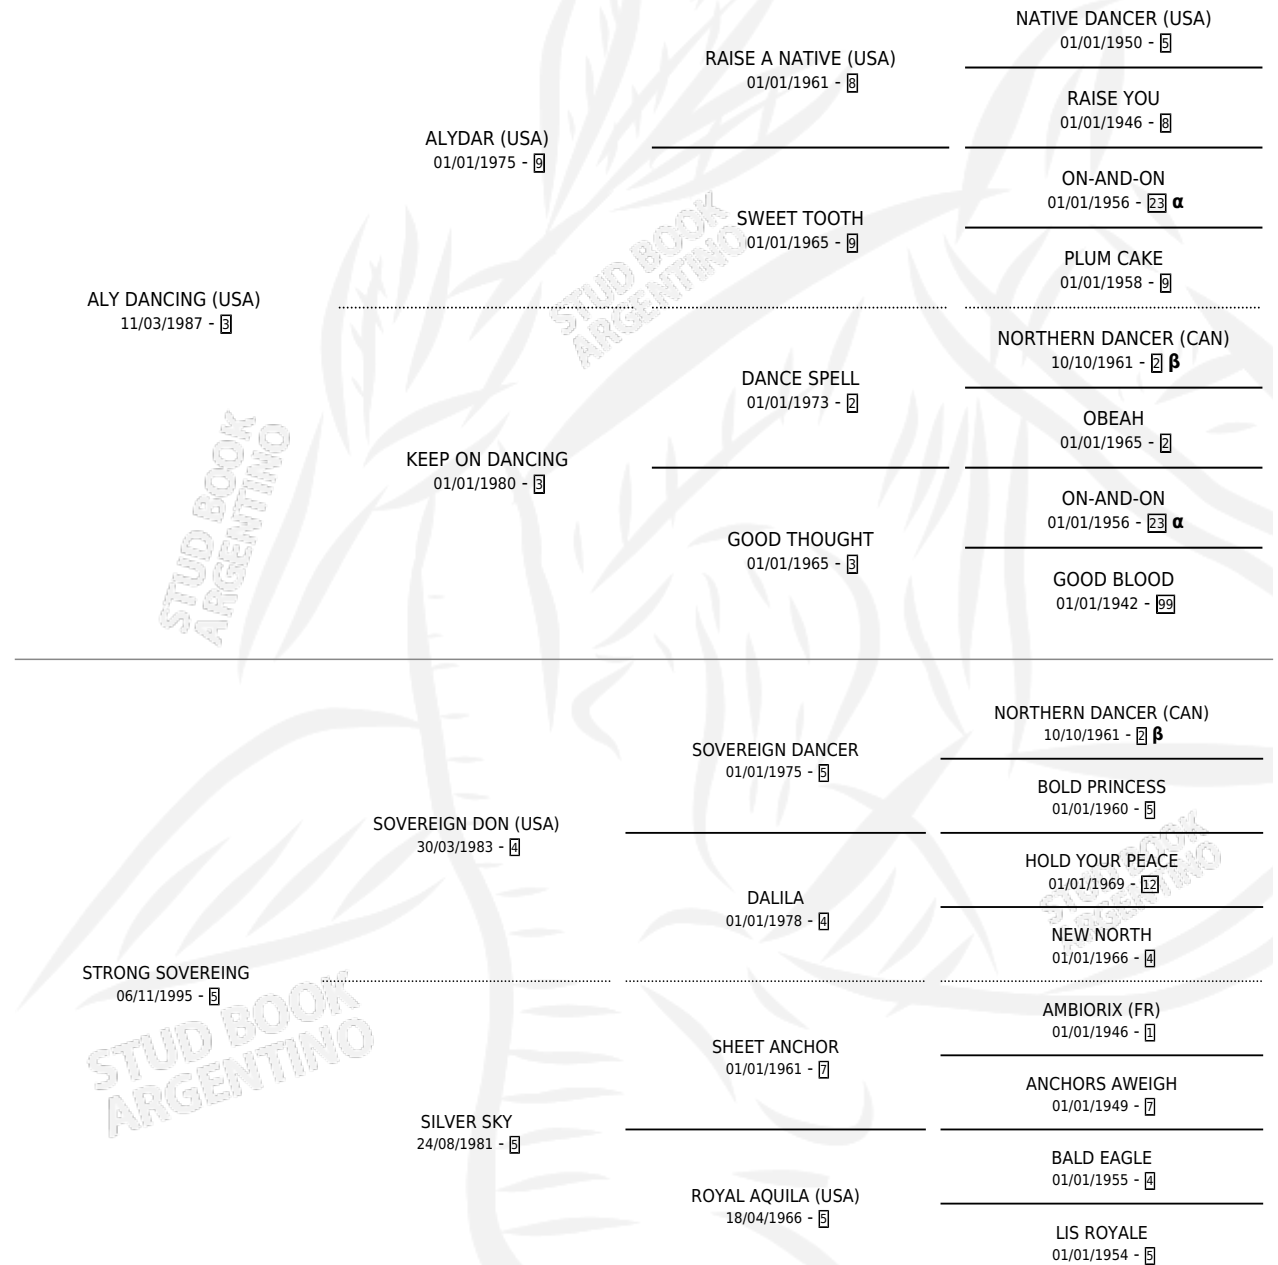 NATIVE DANCER (USA)
01/01/1950 - 5
RAISE A NATIVE (USA)
01/01/1961 - 8
RAISE YOU
01/01/1946 - 8
ALYDAR (USA)
01/01/1975 - 9
ON-AND-ON
01/01/1956 - 23 α
SWEET TOOTH
01/01/1965 - 9
PLUM CAKE
01/01/1958 - 9
ALY DANCING (USA)
11/03/1987 - 3
NORTHERN DANCER (CAN)
10/10/1961 - 2 β
DANCE SPELL
01/01/1973 - 2
OBEAH
01/01/1965 - 2
KEEP ON DANCING
01/01/1980 - 3
ON-AND-ON
01/01/1956 - 23 α
GOOD THOUGHT
01/01/1965 - 3
GOOD BLOOD
01/01/1942 - 99
STUD BOOK
ARGENTINO
STUD BOOK
ARGENTINO
NORTHERN DANCER (CAN)
10/10/1961 - 2 β
SOVEREIGN DANCER
01/01/1975 - 5
BOLD PRINCESS
01/01/1960 - 5
SOVEREIGN DON (USA)
30/03/1983 - 4
HOLD YOUR PEACE
01/01/1969 - 12
DALILA
01/01/1978 - 4
NEW NORTH
01/01/1966 - 4
STRONG SOVEREING
06/11/1995 - 5
AMBIORIX (FR)
01/01/1946 - 1
SHEET ANCHOR
01/01/1961 - 7
ANCHORS AWEIGH
01/01/1949 - 7
SILVER SKY
24/08/1981 - 5
BALD EAGLE
01/01/1955 - 4
ROYAL AQUILA (USA)
18/04/1966 - 5
LIS ROYALE
01/01/1954 - 5
STUD BOOK
ARGENTINO
STUD BOOK
ARGENTINO